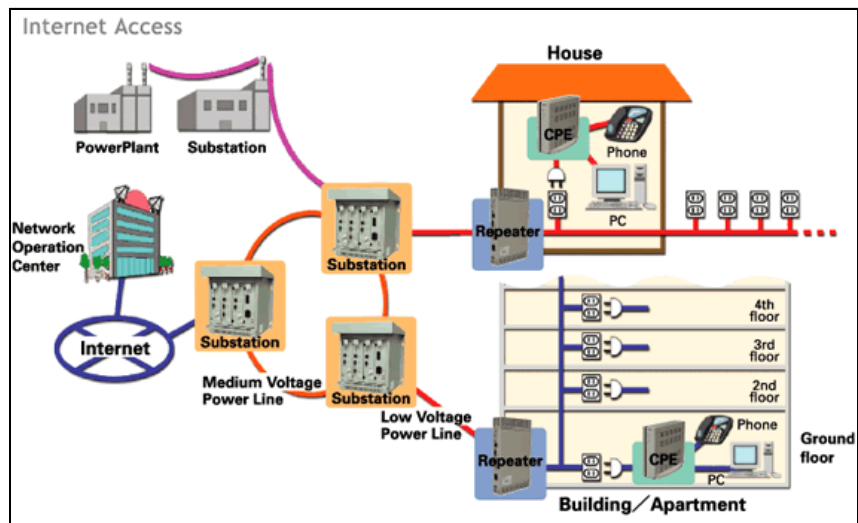 Internet Access
House
PowerPlant
Substation
CPE
Phone
PC
Network
Operation
Center
Substation
Repeater
Internet
Substation
Medium Voltage
Power Line
Substation
Low Voltage
Power Line
4th
floor
3rd
floor
2nd
floor
Repeater
CPE
Phone
PC
Ground
floor
Building/Apartment